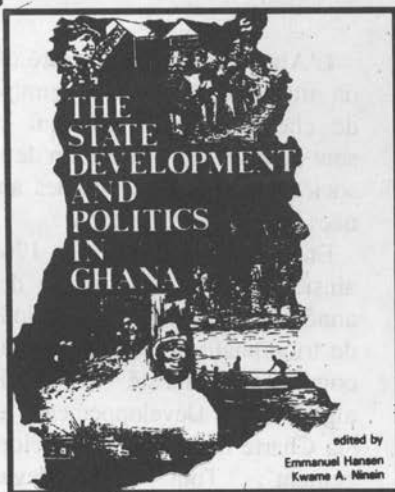 THE
STATE
DEVELOPMENT
AND
POLITICS
IN
GHANA
edited by
Emmanuel Hansen
Kwame A. Ninsin